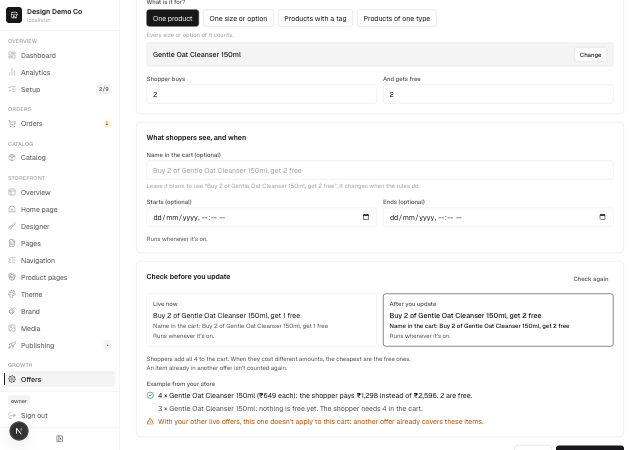 Design Demo Co
localhost
OVERVIEW
Dashboard
Analytics
Setup 2/9
ORDERS
Orders 1
CATALOG
Catalog
STOREFRONT
Overview
Home page
Designer
Pages
Navigation
Product pages
Theme
Brand
Media
Publishing
GROWTH
Offers
owner
Sign out
N
What is it for?
One product One size or option Products with a tag Products of one type
Every size or option of it counts.
Gentle Oat Cleanser 150ml Change
Shopper buys And gets free
2 2
What shoppers see, and when
Name in the cart (optional)
Buy 2 of Gentle Oat Cleanser 150ml, get 2 free
Leave it blank to use "Buy 2 of Gentle Oat Cleanser 150ml, get 2 free". It changes when the rules do.
Starts (optional) Ends (optional)
dd/mm/yyyy, --:-- -- dd/mm/yyyy, --:-- --
Runs whenever it's on.
Check before you update Check again
Live now
Buy 2 of Gentle Oat Cleanser 150ml, get 1 free
Name in the cart: Buy 2 of Gentle Oat Cleanser 150ml, get 1 free
Runs whenever it's on.
After you update
Buy 2 of Gentle Oat Cleanser 150ml, get 2 free
Name in the cart: Buy 2 of Gentle Oat Cleanser 150ml, get 2 free
Runs whenever it's on.
Shoppers add all 4 to the cart. When they cost different amounts, the cheapest are the free ones.
An item already in another offer isn't counted again.
Example from your store
4 × Gentle Oat Cleanser 150ml (₹649 each): the shopper pays ₹1,298 instead of ₹2,596. 2 are free.
3 × Gentle Oat Cleanser 150ml: nothing is free yet. The shopper needs 4 in the cart.
With your other live offers, this one doesn't apply to this cart: another offer already covers these items.